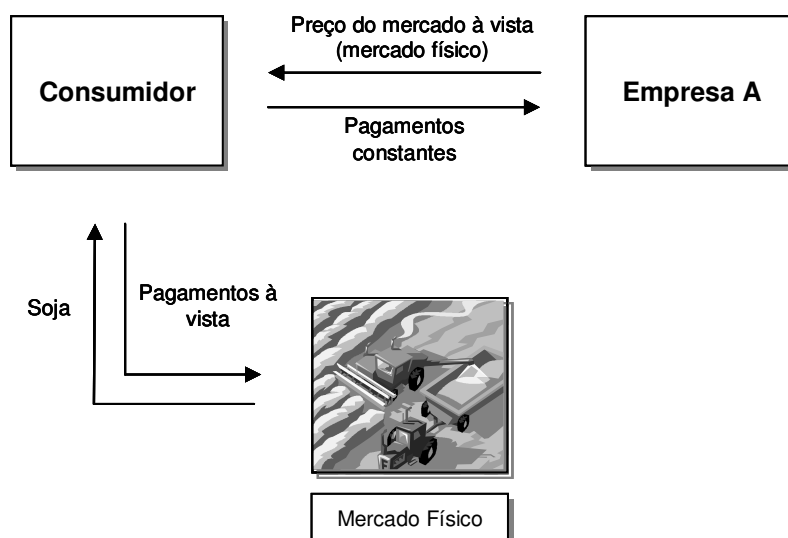 Preço do mercado à vista
(mercado físico)
Consumidor
Empresa A
Pagamentos
constantes
Soja
Pagamentos à
vista
Mercado Físico